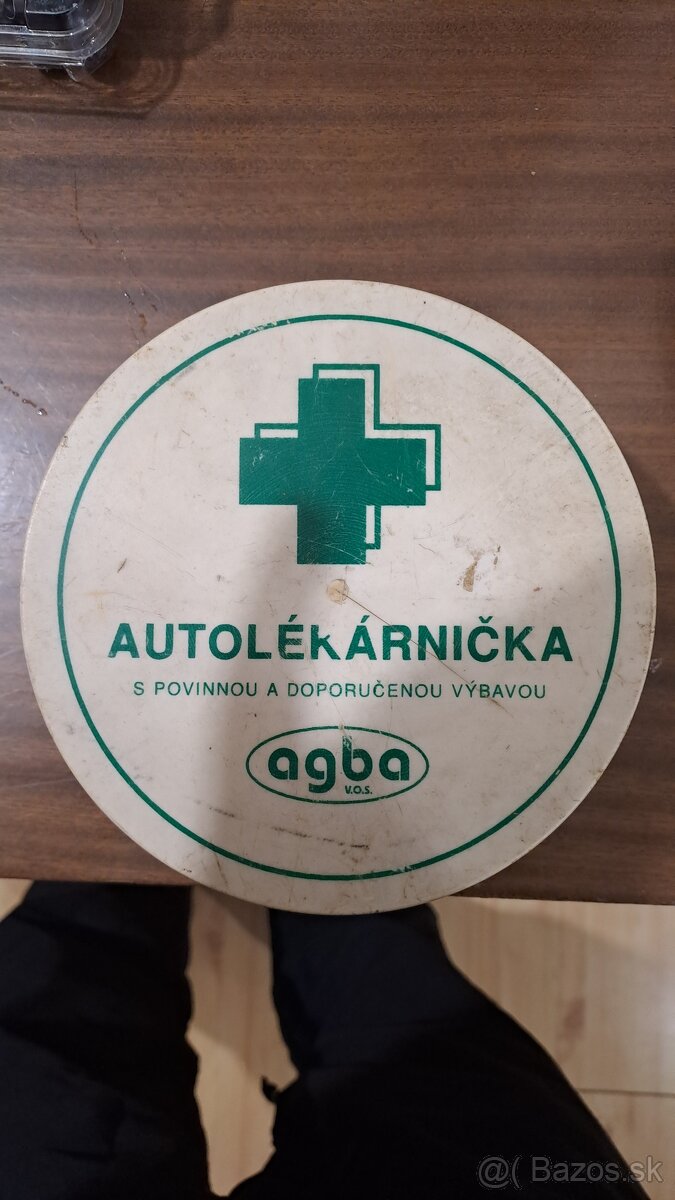 AUTOLÉKÁRNIČKA
S POVINNOU A DOPORUČENOU VÝBAVOU
agba
V.O.S.
@( Bazos.sk